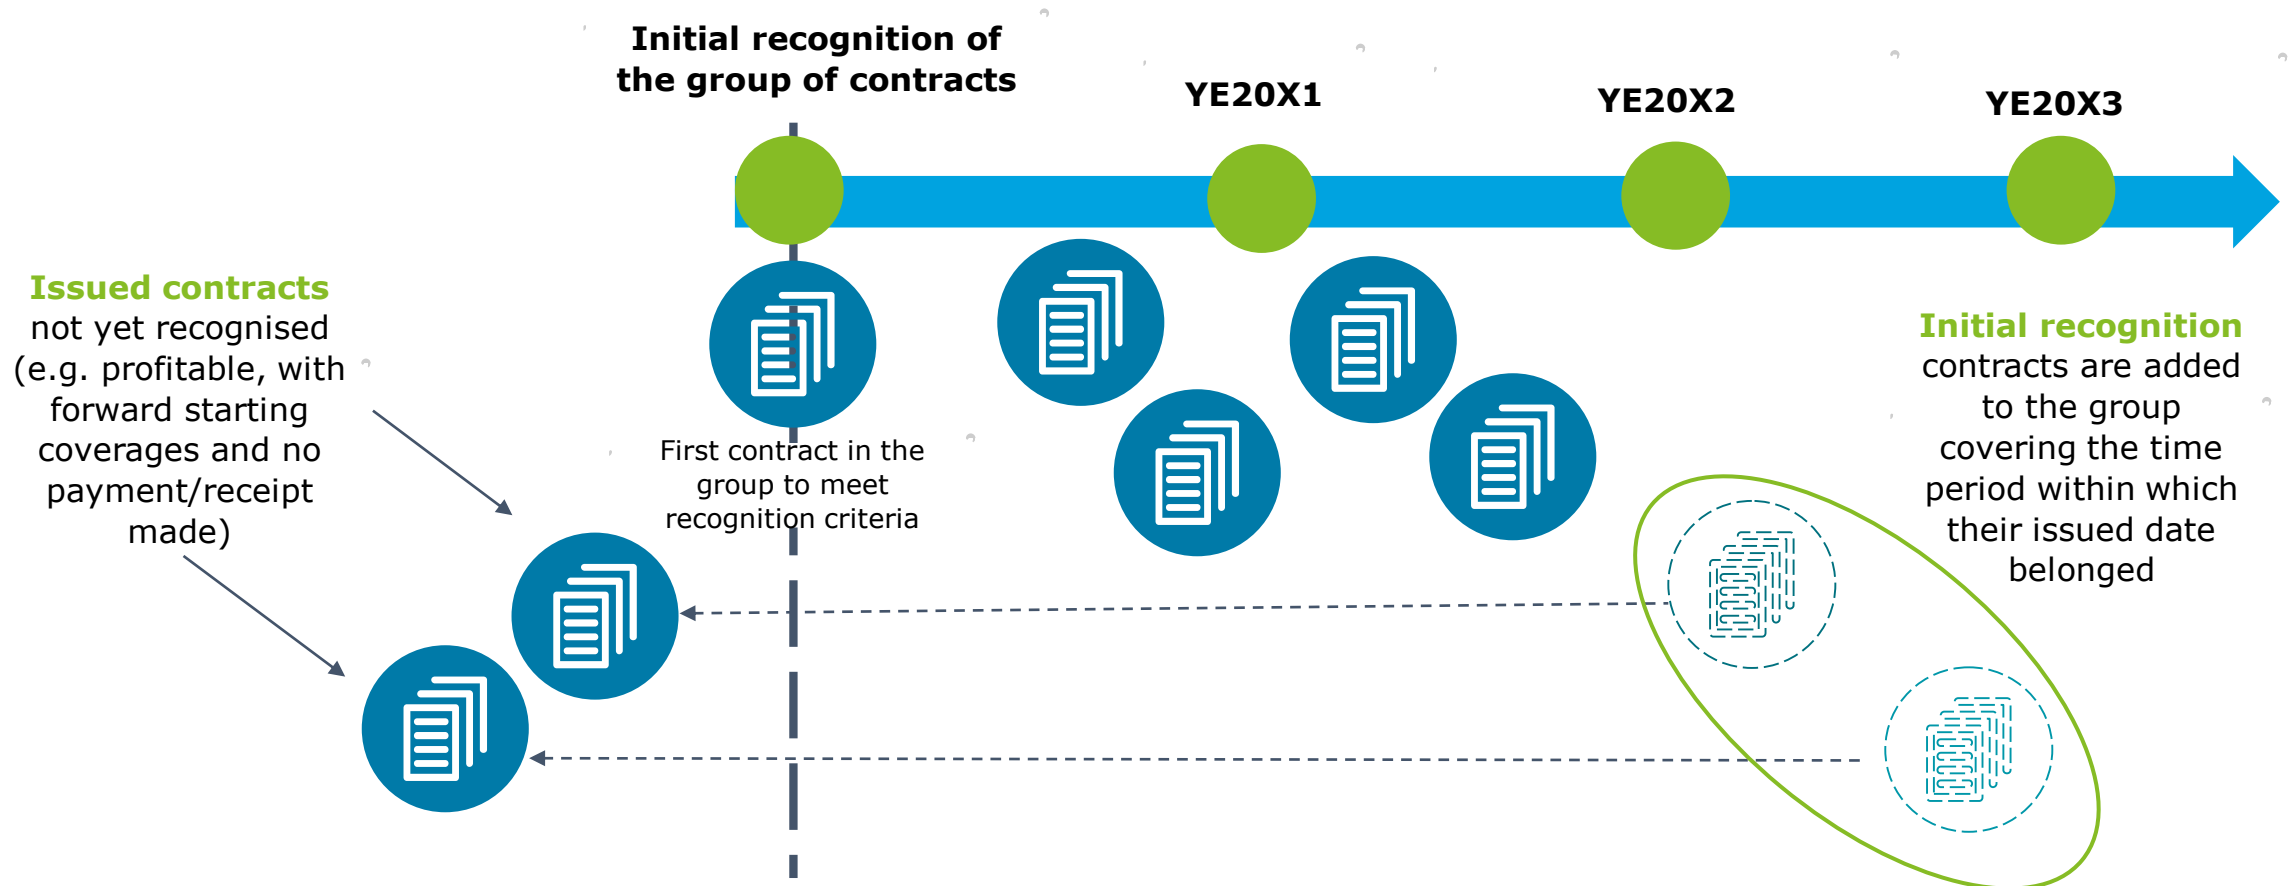 Initial recognition of
the group of contracts
YE20X1
YE20X2
YE20X3
Issued contracts
not yet recognised
(e.g. profitable, with
forward starting
coverages and no
payment/receipt
made)
First contract in the
group to meet
recognition criteria
Initial recognition
contracts are added
to the group
covering the time
period within which
their issued date
belonged